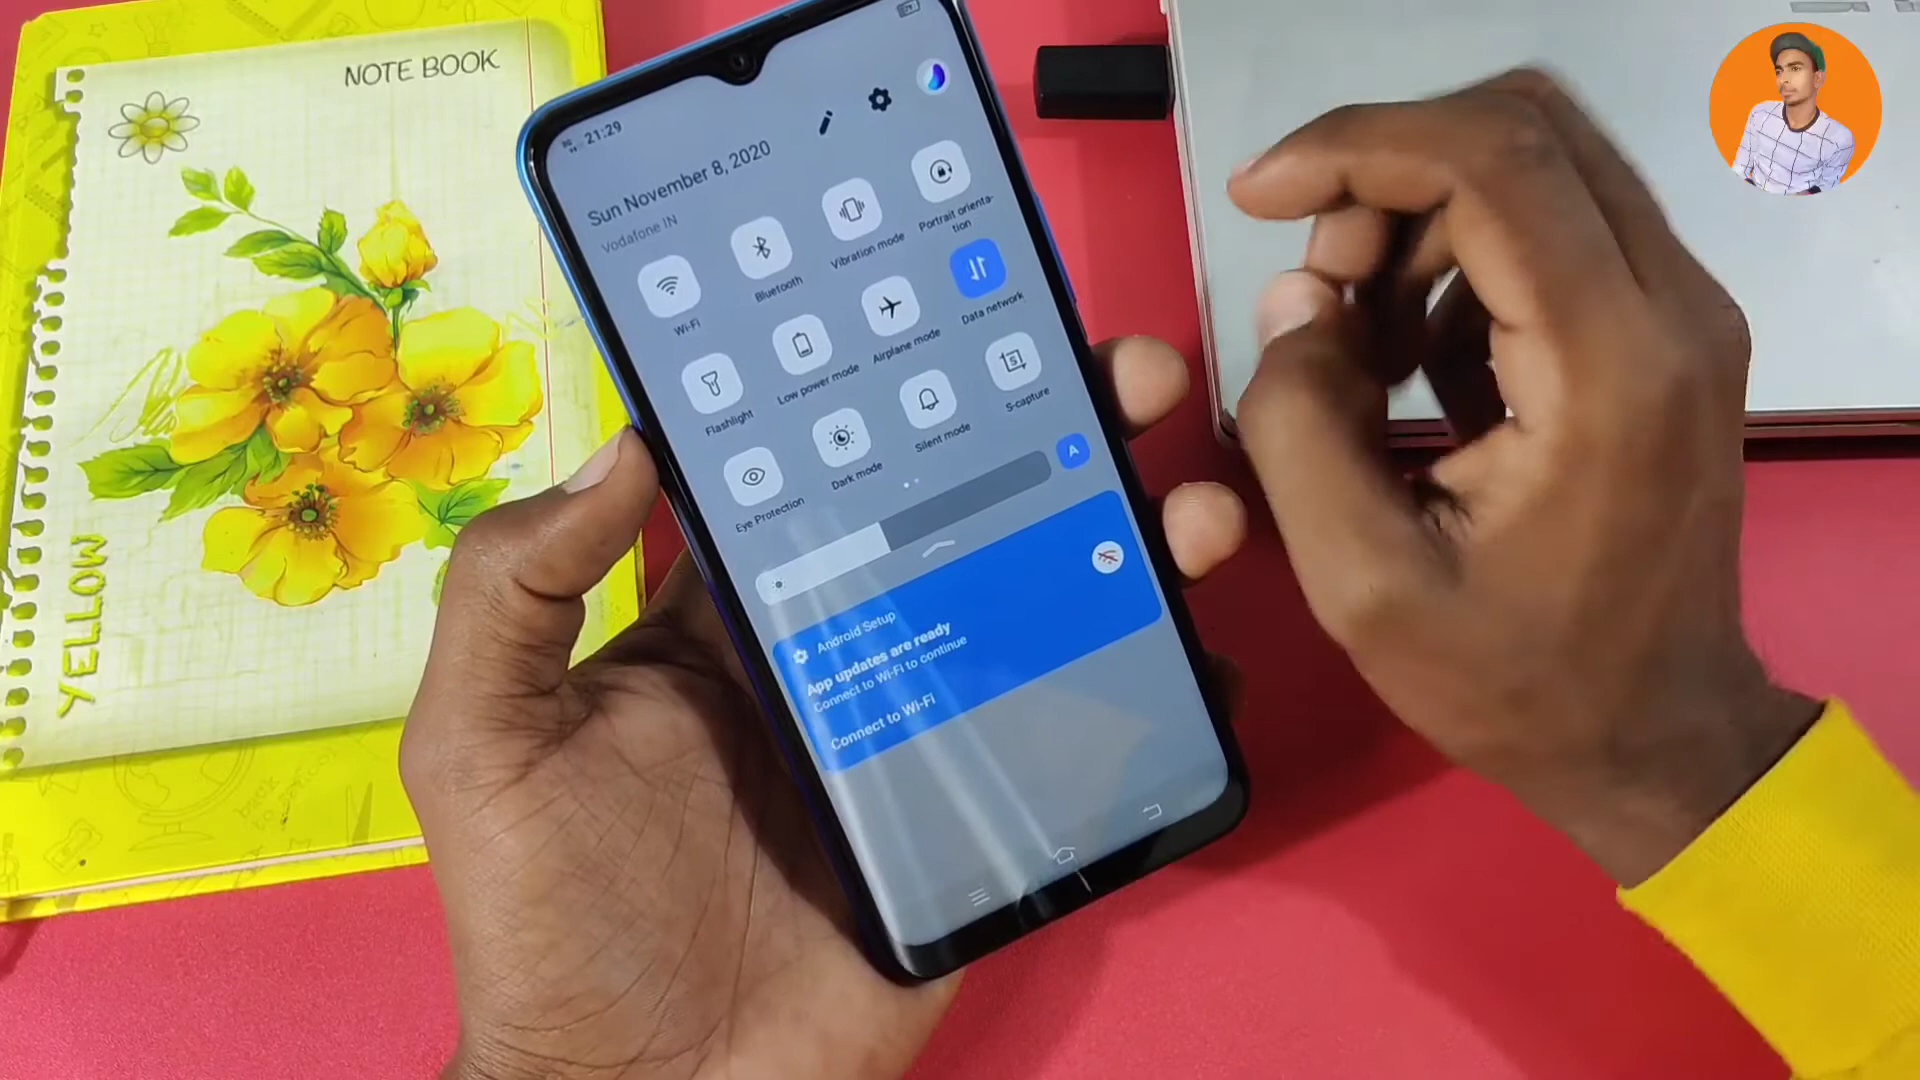 NOTE BOOK
YELLOW
21:29
Sun November 8, 2020
Vodafone IN
Wi-Fi
Bluetooth
Vibration mode
Portrait orienta-
tion
Flashlight
Low power mode
Airplane mode
Data network
Eye Protection
Dark mode
Silent mode
S-capture
A
Android Setup
App updates are ready
Connect to Wi-Fi to continue
Connect to Wi-Fi